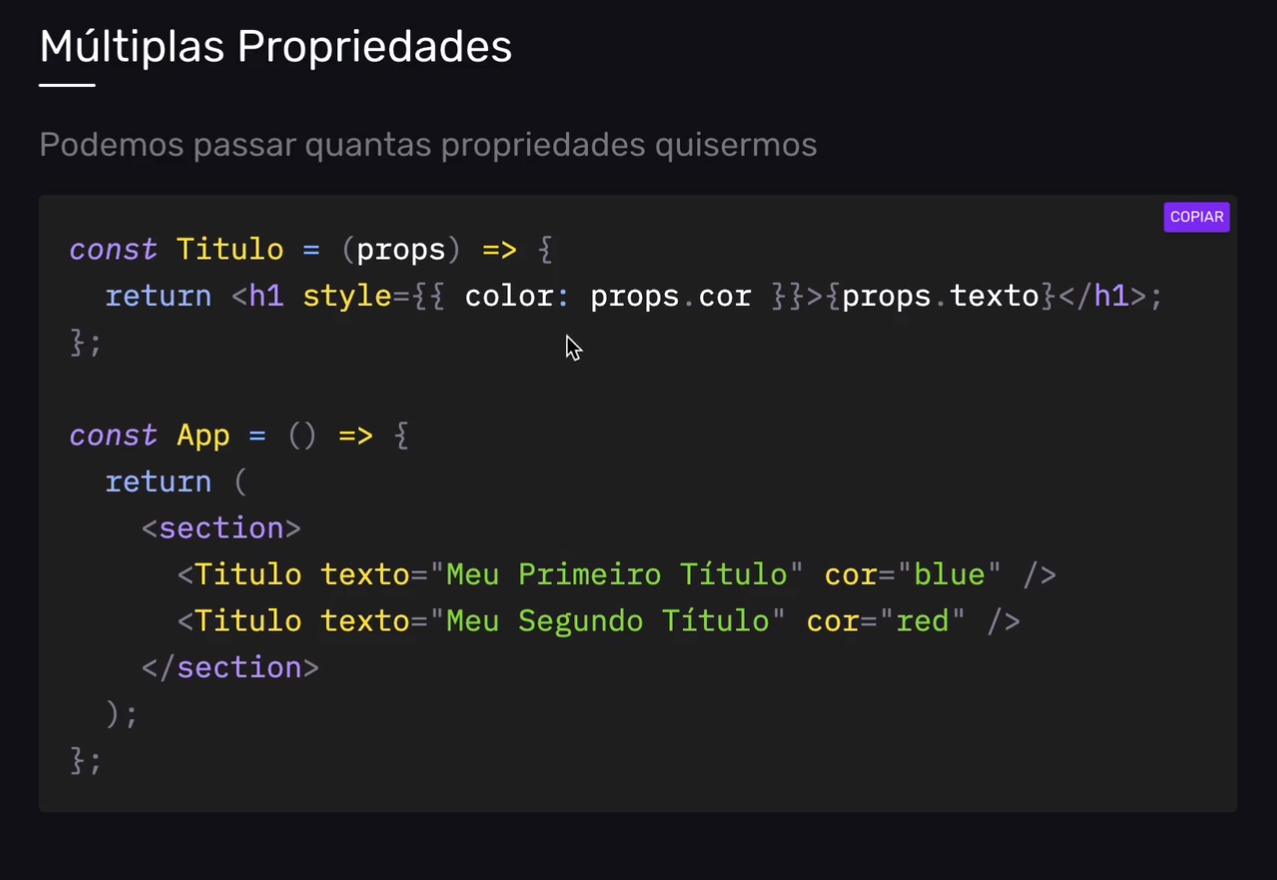 Múltiplas Propriedades
Podemos passar quantas propriedades quisermos
COPIAR
const Titulo = (props) => {
  return <h1 style={{ color: props.cor }}>{props.texto}</h1>;
};

const App = () => {
  return (
    <section>
      <Titulo texto="Meu Primeiro Título" cor="blue" />
      <Titulo texto="Meu Segundo Título" cor="red" />
    </section>
  );
};